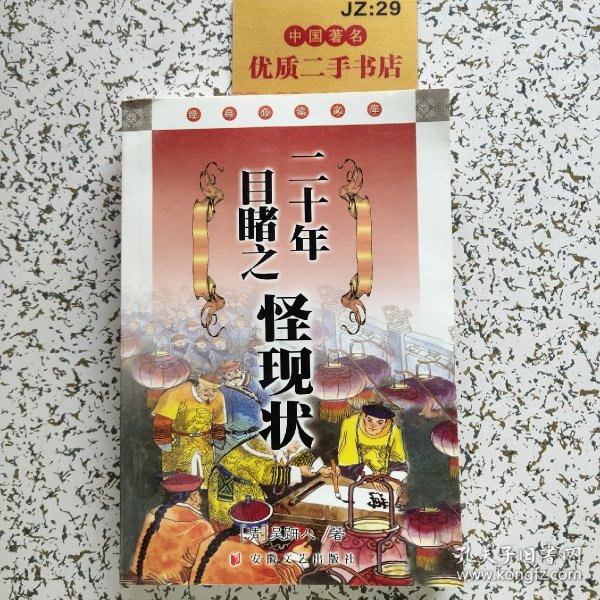 JZ:29
中国著名
优质二手书店
经典必读文库
二十年
目睹之
怪现状
[清]吴趼人/著
安徽文艺出版社
孔夫子旧书网
www.kongfz.com